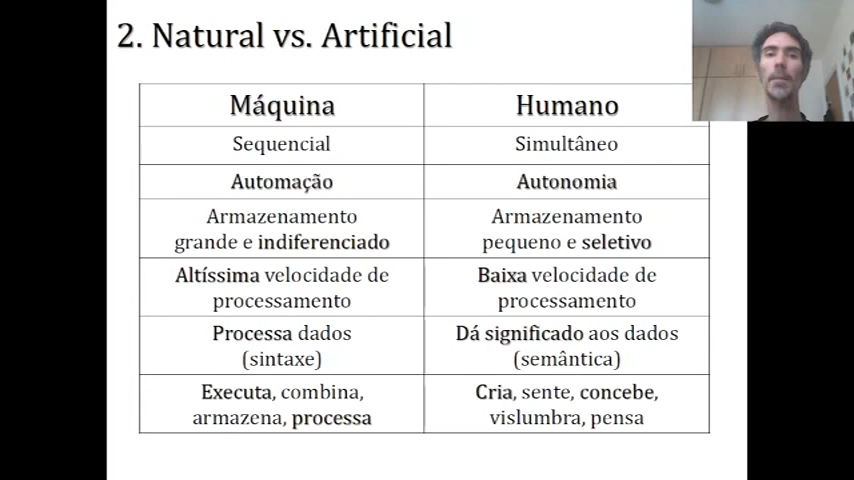 2. Natural vs. Artificial
Máquina
Humano
Sequencial
Simultâneo
Automação
Autonomia
Armazenamento
grande e indiferenciado
Armazenamento
pequeno e seletivo
Altíssima velocidade de
processamento
Baixa velocidade de
processamento
Processa dados
(sintaxe)
Dá significado aos dados
(semântica)
Executa, combina,
armazena, processa
Cria, sente, concebe,
vislumbra, pensa